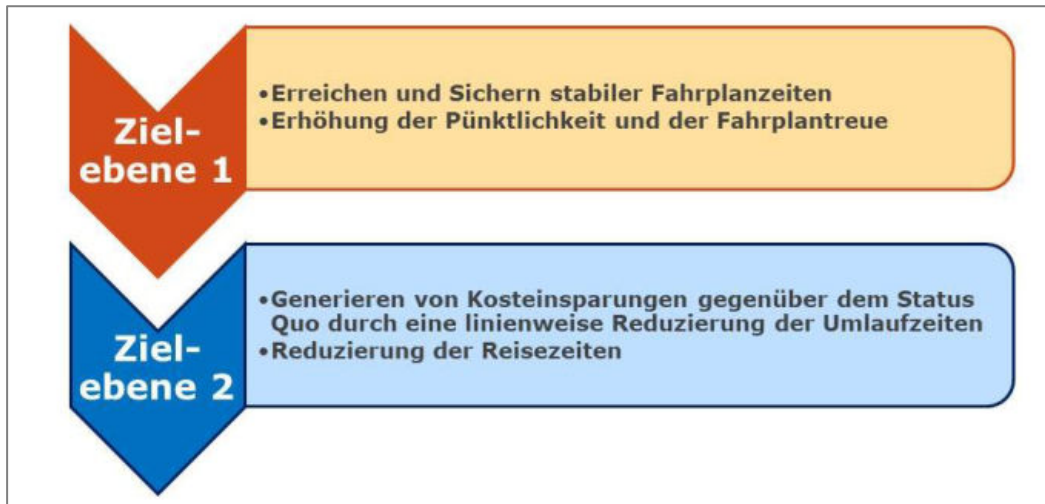 Ziel-
ebene 1
•Erreichen und Sichern stabiler Fahrplanzeiten
•Erhöhung der Pünktlichkeit und der Fahrplantreue
Ziel-
ebene 2
•Generieren von Kosteinsparungen gegenüber dem Status
Quo durch eine linienweise Reduzierung der Umlaufzeiten
•Reduzierung der Reisezeiten